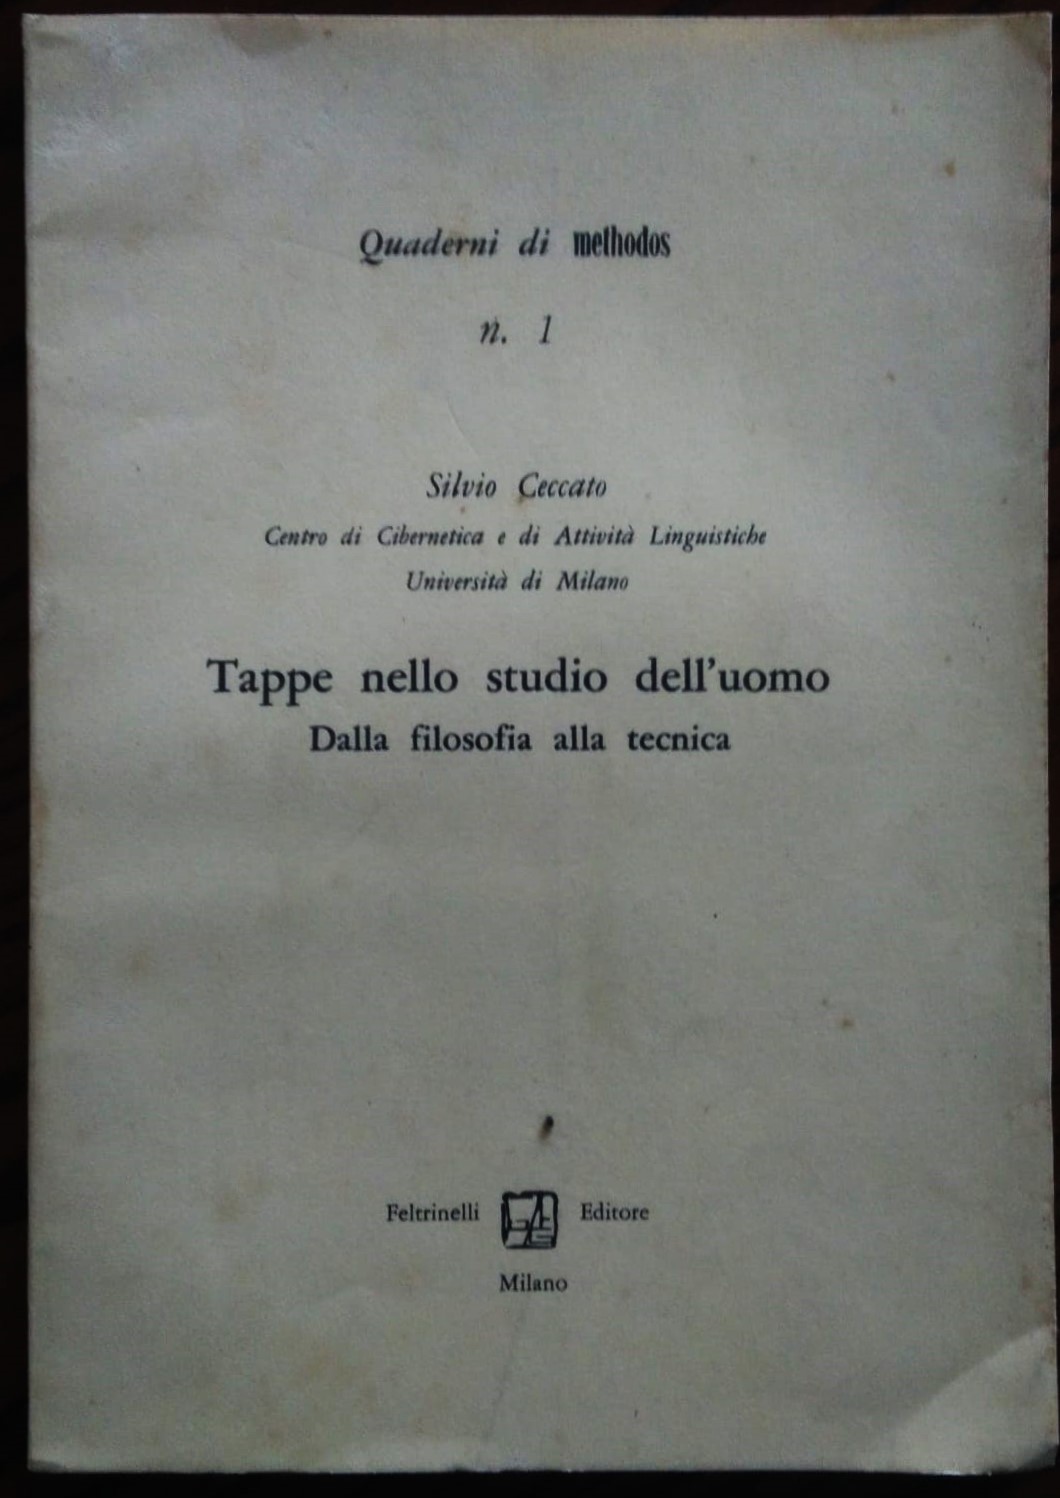 Quaderni di methodos
n. 1
Silvio Ceccato
Centro di Cibernetica e di Attività Linguistiche
Università di Milano
Tappe nello studio dell'uomo
Dalla filosofia alla tecnica
Feltrinelli Editore
Milano